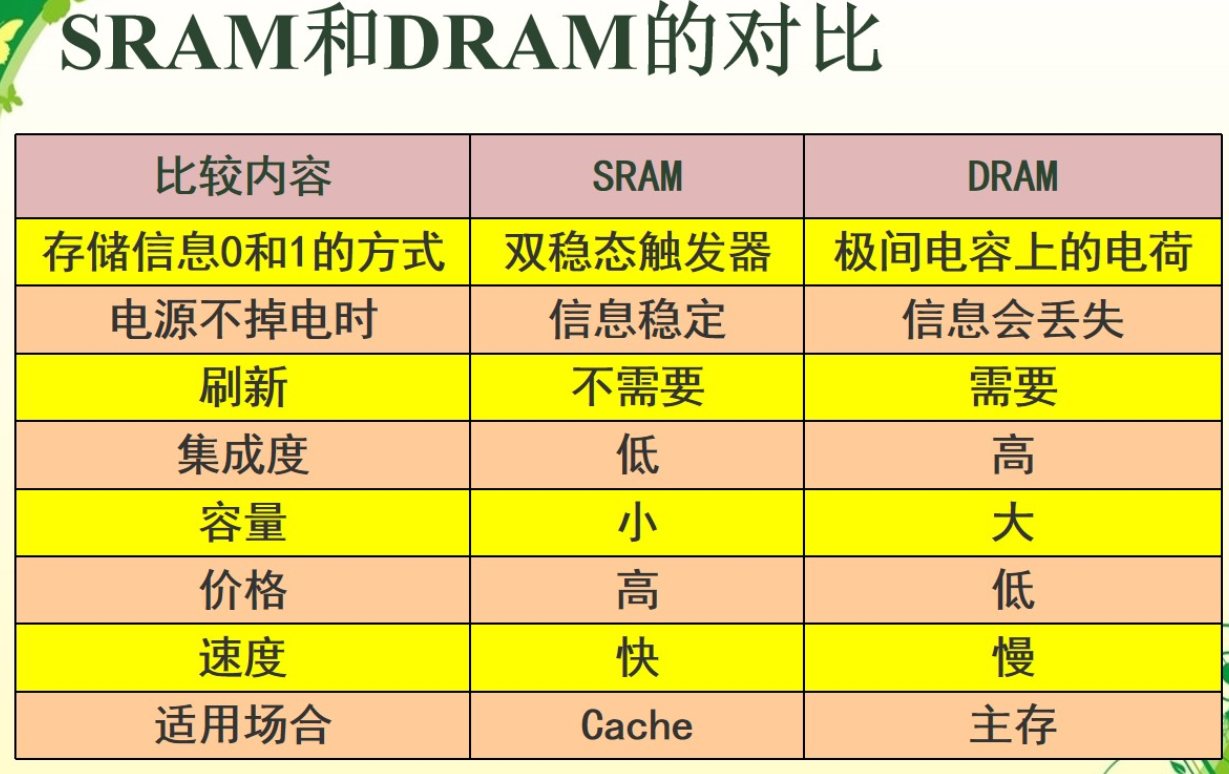 SRAM和DRAM的对比
比较内容 SRAM DRAM
存储信息0和1的方式 双稳态触发器 极间电容上的电荷
电源不掉电时 信息稳定 信息会丢失
刷新 不需要 需要
集成度 低 高
容量 小 大
价格 高 低
速度 快 慢
适用场合 Cache 主存